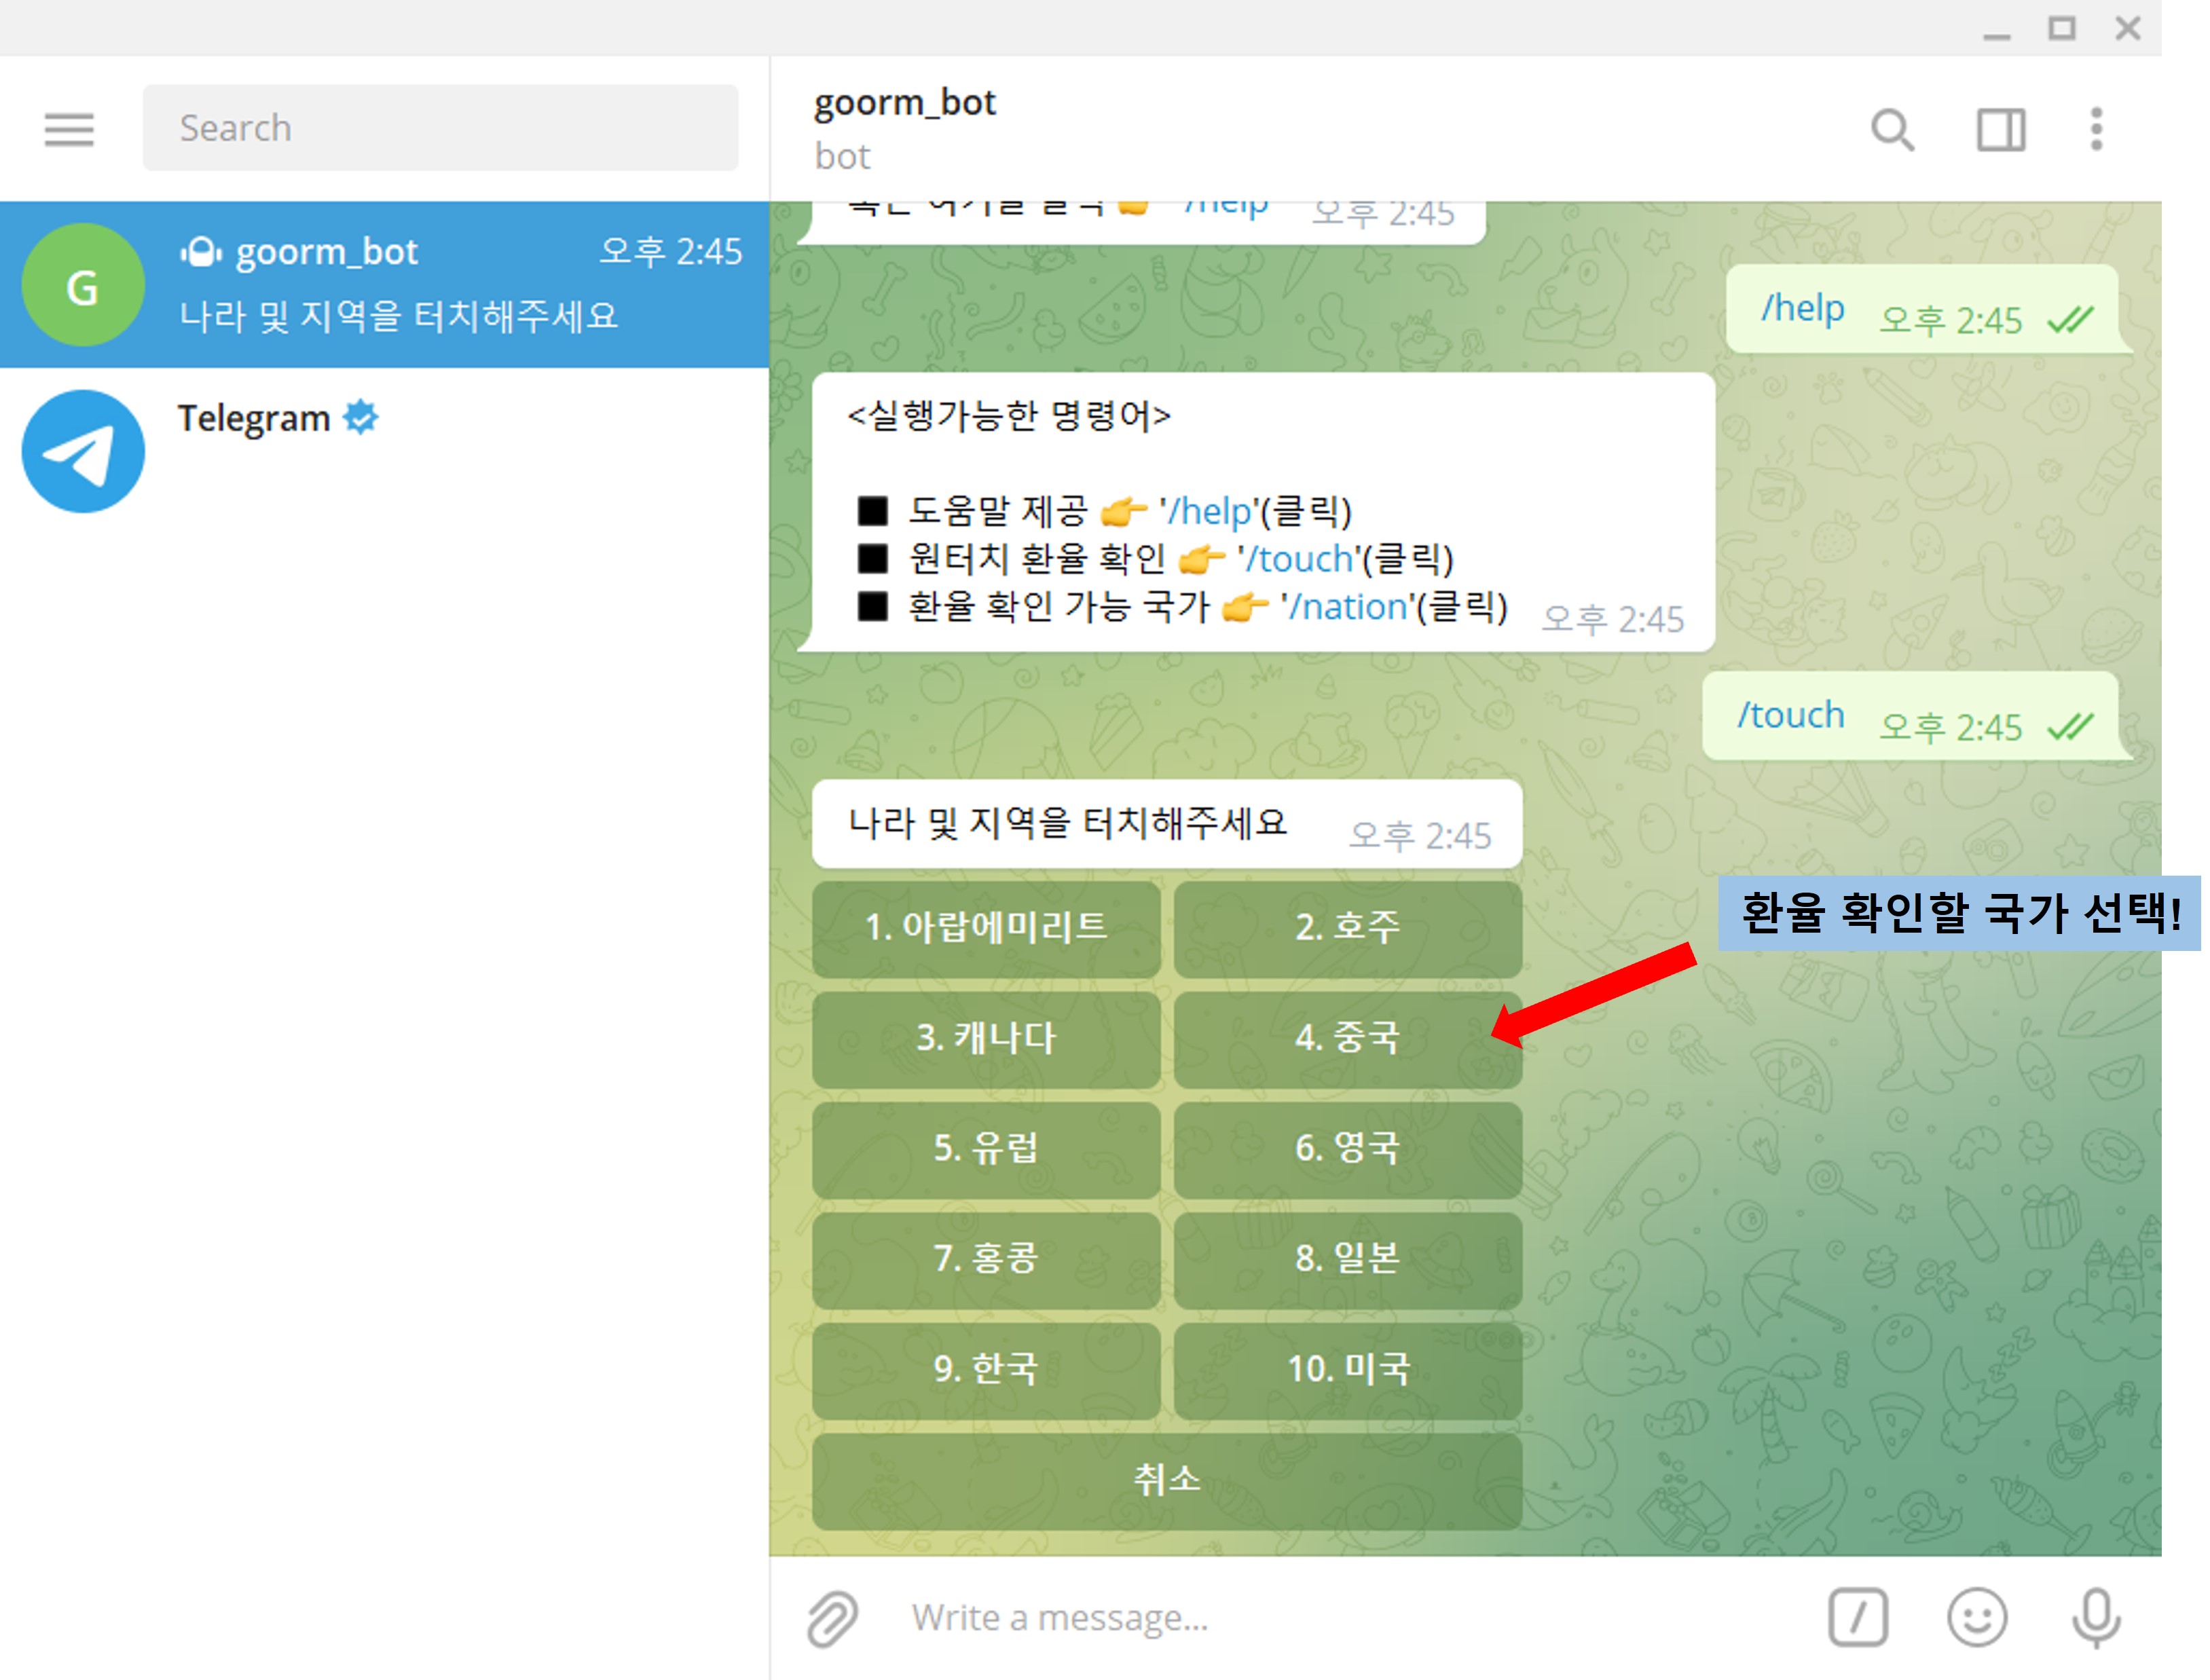 Search
goorm_bot
오후 2:45
나라 및 지역을 터치해주세요
G
Telegram
goorm_bot
bot
혹은 여기를 클릭 👉 '/help' 오후 2:45
/help 오후 2:45
<실행가능한 명령어>
■ 도움말 제공 👉 '/help'(클릭)
■ 원터치 환율 확인 👉 '/touch'(클릭)
■ 환율 확인 가능 국가 👉 '/nation'(클릭) 오후 2:45
/touch 오후 2:45
나라 및 지역을 터치해주세요 오후 2:45
환율 확인할 국가 선택!
1. 아랍에미리트
2. 호주
3. 캐나다
4. 중국
5. 유럽
6. 영국
7. 홍콩
8. 일본
9. 한국
10. 미국
취소
Write a message...